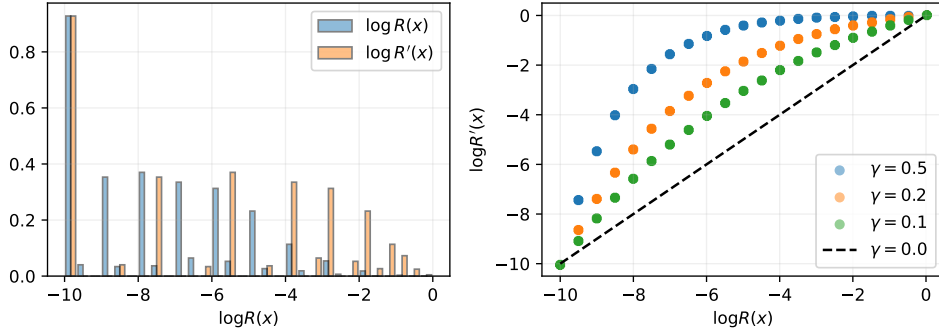 0.8
0.6
0.4
0.2
0.0
−10
−8
−6
−4
−2
0
logR(x)
log R(x)
log R′(x)
0
−2
−4
−6
−8
−10
logR′(x)
−10
−8
−6
−4
−2
0
logR(x)
γ = 0.5
γ = 0.2
γ = 0.1
γ = 0.0